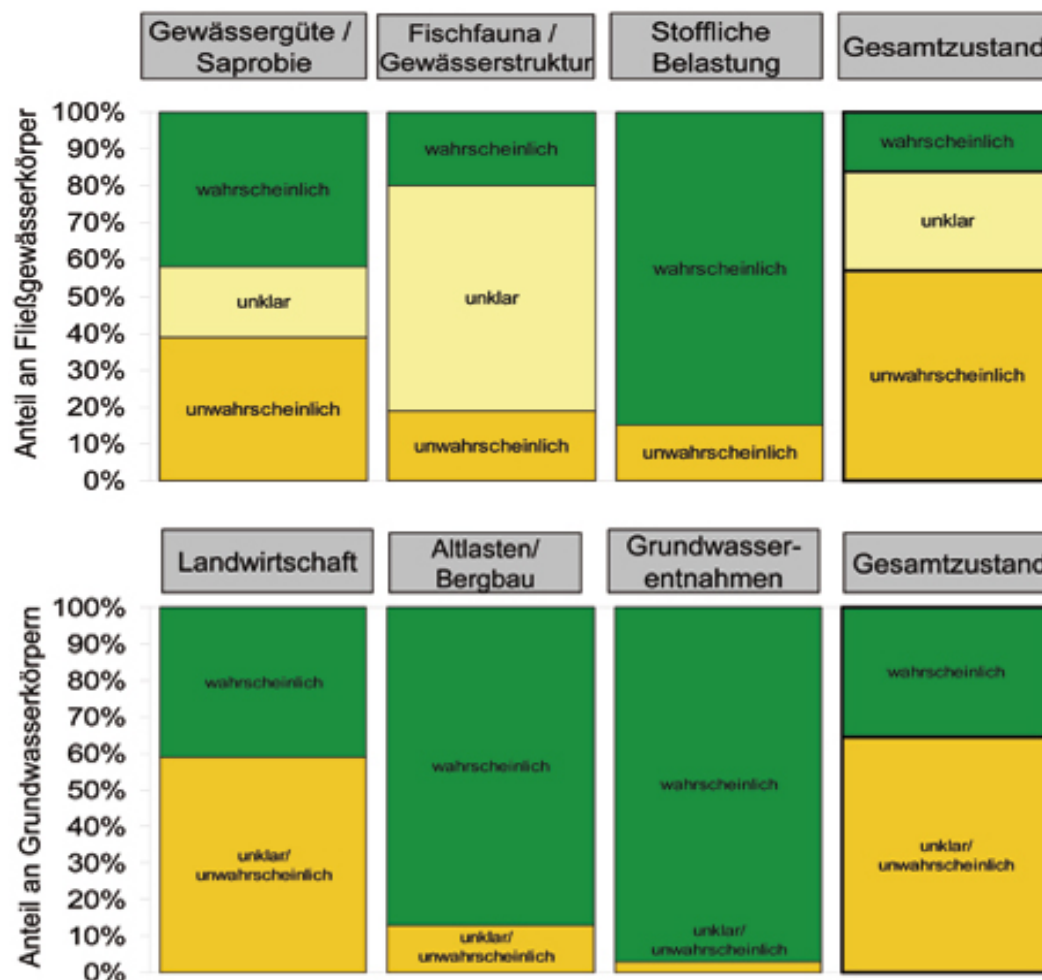 Gewässergüte /
Saprobie
Fischfauna /
Gewässerstruktur
Stoffliche
Belastung
Gesamtzustand
Anteil an Fließgewässerkörper
100%
90%
80%
70%
60%
50%
40%
30%
20%
10%
0%
wahrscheinlich
unklar
unwahrscheinlich
wahrscheinlich
unklar
unwahrscheinlich
wahrscheinlich
unwahrscheinlich
wahrscheinlich
unklar
unwahrscheinlich
Landwirtschaft
Altlasten/
Bergbau
Grundwasser-
entnahmen
Gesamtzustand
Anteil an Grundwasserkörpern
100%
90%
80%
70%
60%
50%
40%
30%
20%
10%
0%
wahrscheinlich
unklar/
unwahrscheinlich
wahrscheinlich
unklar/
unwahrscheinlich
wahrscheinlich
unklar/
unwahrscheinlich
wahrscheinlich
unklar/
unwahrscheinlich